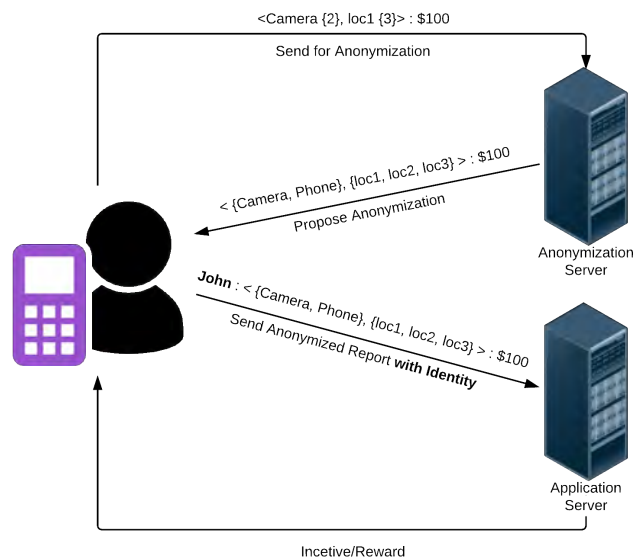 <Camera {2}, loc1 {3}> : $100
Send for Anonymization
< {Camera, Phone}, {loc1, loc2, loc3} > : $100
Propose Anonymization
Anonymization
Server
John : < {Camera, Phone}, {loc1, loc2, loc3} > : $100
Send Anonymized Report with Identity
Application
Server
Incetive/Reward